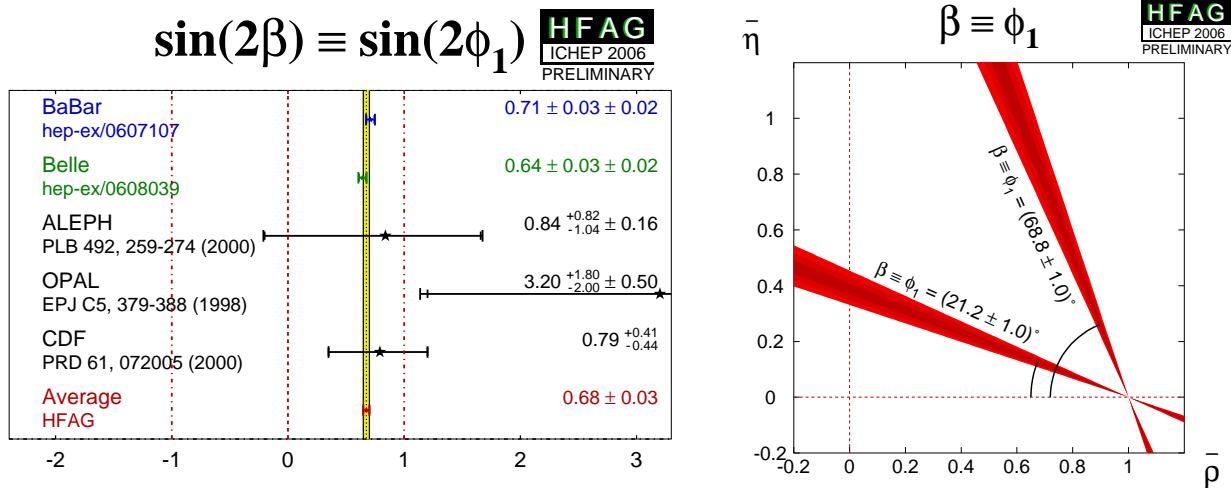 sin(2β) ≡ sin(2ϕ1)
HFAG
ICHEP 2006
PRELIMINARY
BaBar
hep-ex/0607107
0.71 ± 0.03 ± 0.02
Belle
hep-ex/0608039
0.64 ± 0.03 ± 0.02
ALEPH
PLB 492, 259-274 (2000)
0.84 +0.82 -1.04 ± 0.16
OPAL
EPJ C5, 379-388 (1998)
3.20 +1.80 -2.00 ± 0.50
CDF
PRD 61, 072005 (2000)
0.79 +0.41 -0.44
Average
HFAG
0.68 ± 0.03
-2 -1 0 1 2 3
β ≡ ϕ1
HFAG
ICHEP 2006
PRELIMINARY
η̄
1
0.8
0.6
0.4
0.2
0
-0.2
β ≡ ϕ1 = (68.8 ± 1.0)°
β ≡ ϕ1 = (21.2 ± 1.0)°
-0.2 0 0.2 0.4 0.6 0.8 1
ρ̄